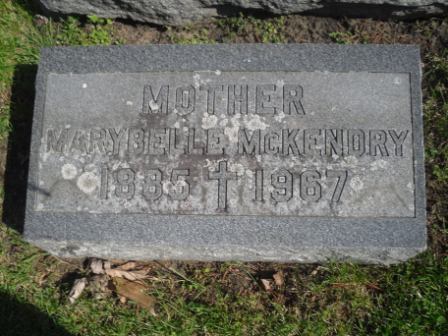 MOTHER
MARYBELLE MCKENDRY
1885 † 1967